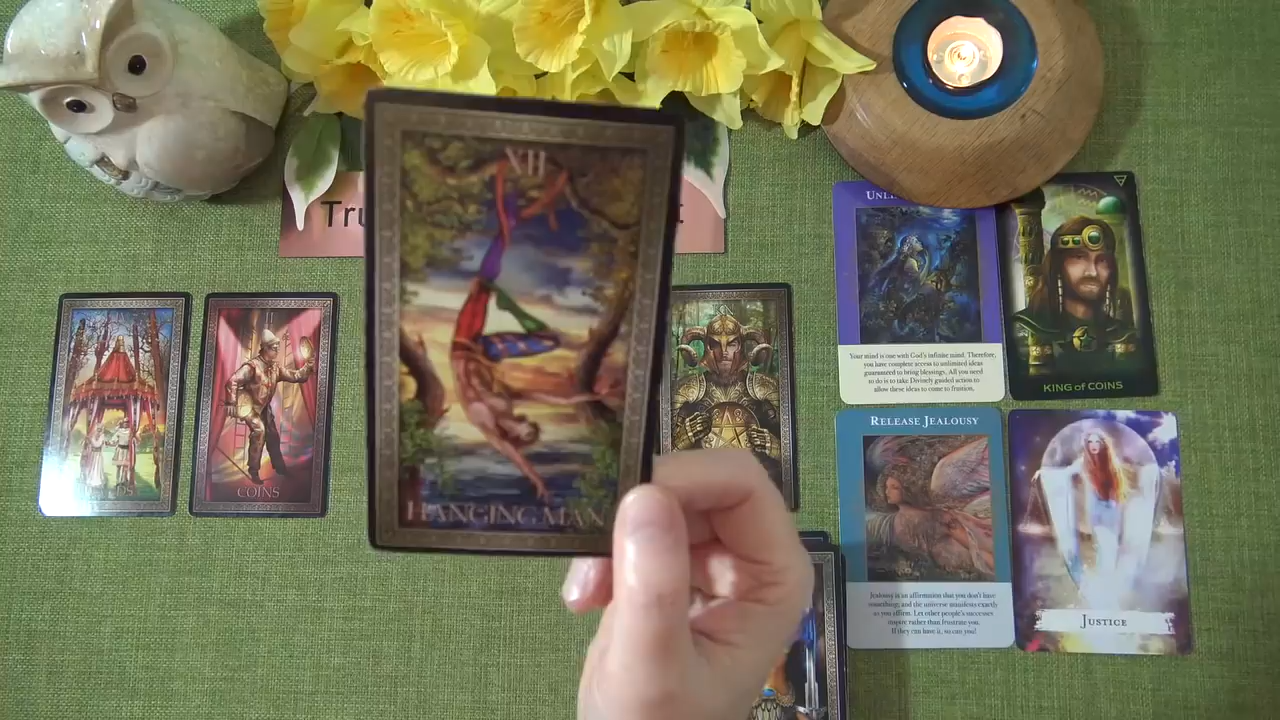 XII
HANGING MAN
Tru
t
II
COINS
KING of COINS
Your mind is one with God's infinite mind. Therefore,
you have complete access to unlimited ideas
guaranteed to bring blessings. All you need
to do is to take Divinely guided action to
allow these ideas to come to fruition.
RELEASE JEALOUSY
Jealousy is an affirmation that you don't have
something; and the universe manifests exactly
as you affirm. Let other people's successes
inspire rather than frustrate you.
If they can have it, so can you!
JUSTICE